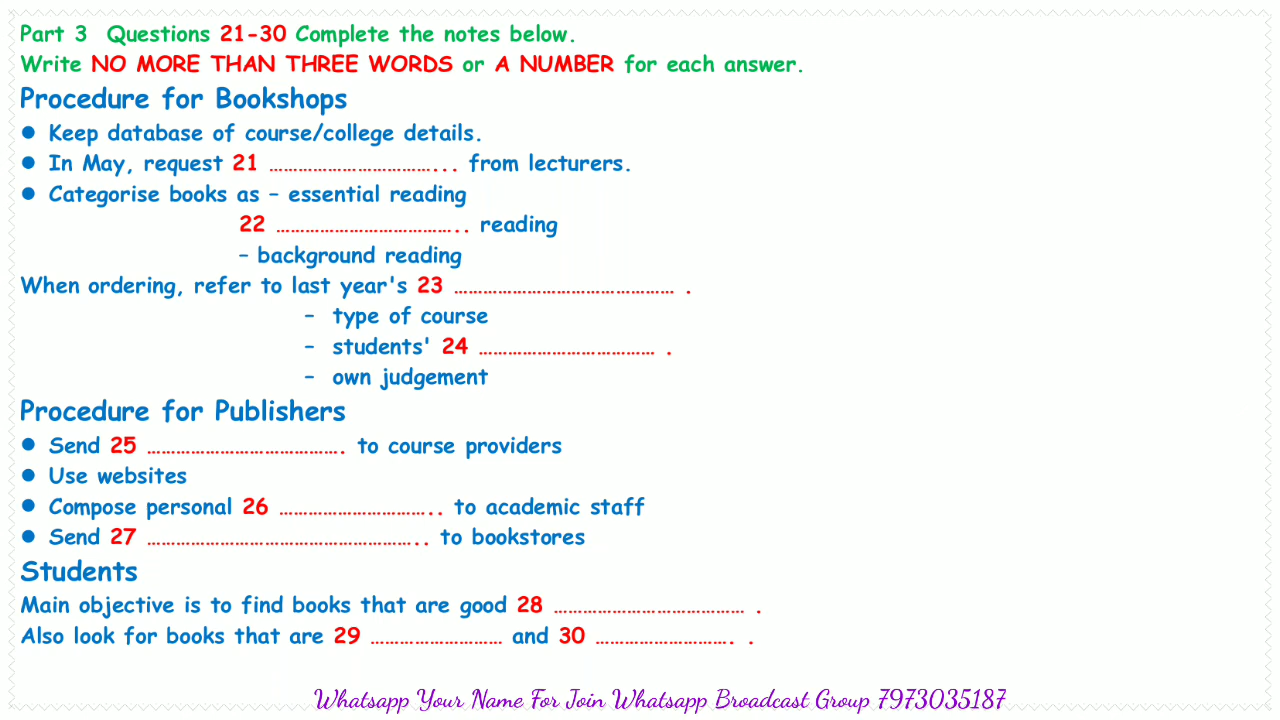 Part 3 Questions 21-30 Complete the notes below.
Write NO MORE THAN THREE WORDS or A NUMBER for each answer.
Procedure for Bookshops
● Keep database of course/college details.
● In May, request 21 ………………………………... from lecturers.
● Categorise books as – essential reading
22 ……………………………….. reading
– background reading
When ordering, refer to last year's 23 ……………………………………… .
– type of course
– students' 24 ……………………………… .
– own judgement
Procedure for Publishers
● Send 25 …………………………………. to course providers
● Use websites
● Compose personal 26 ………………………….. to academic staff
● Send 27 ……………………………………………….. to bookstores
Students
Main objective is to find books that are good 28 ………………………………… .
Also look for books that are 29 ……………………… and 30 ………………………. .
Whatsapp Your Name For Join Whatsapp Broadcast Group 7973035187